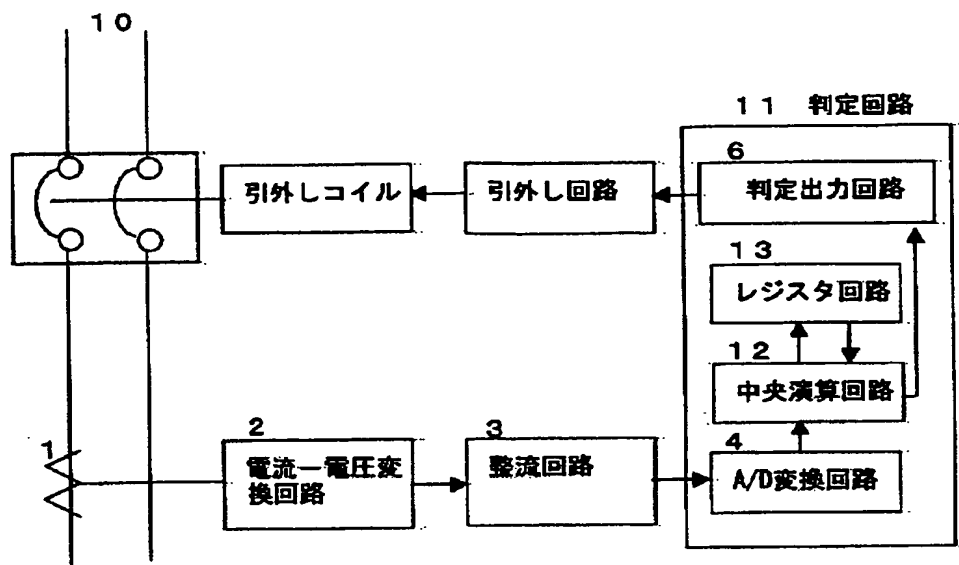 10
11 判定回路
6
判定出力回路
引外し回路
引外しコイル
13
レジスタ回路
12
中央演算回路
1
2
電流ー電圧変
換回路
3
整流回路
4
A/D変換回路